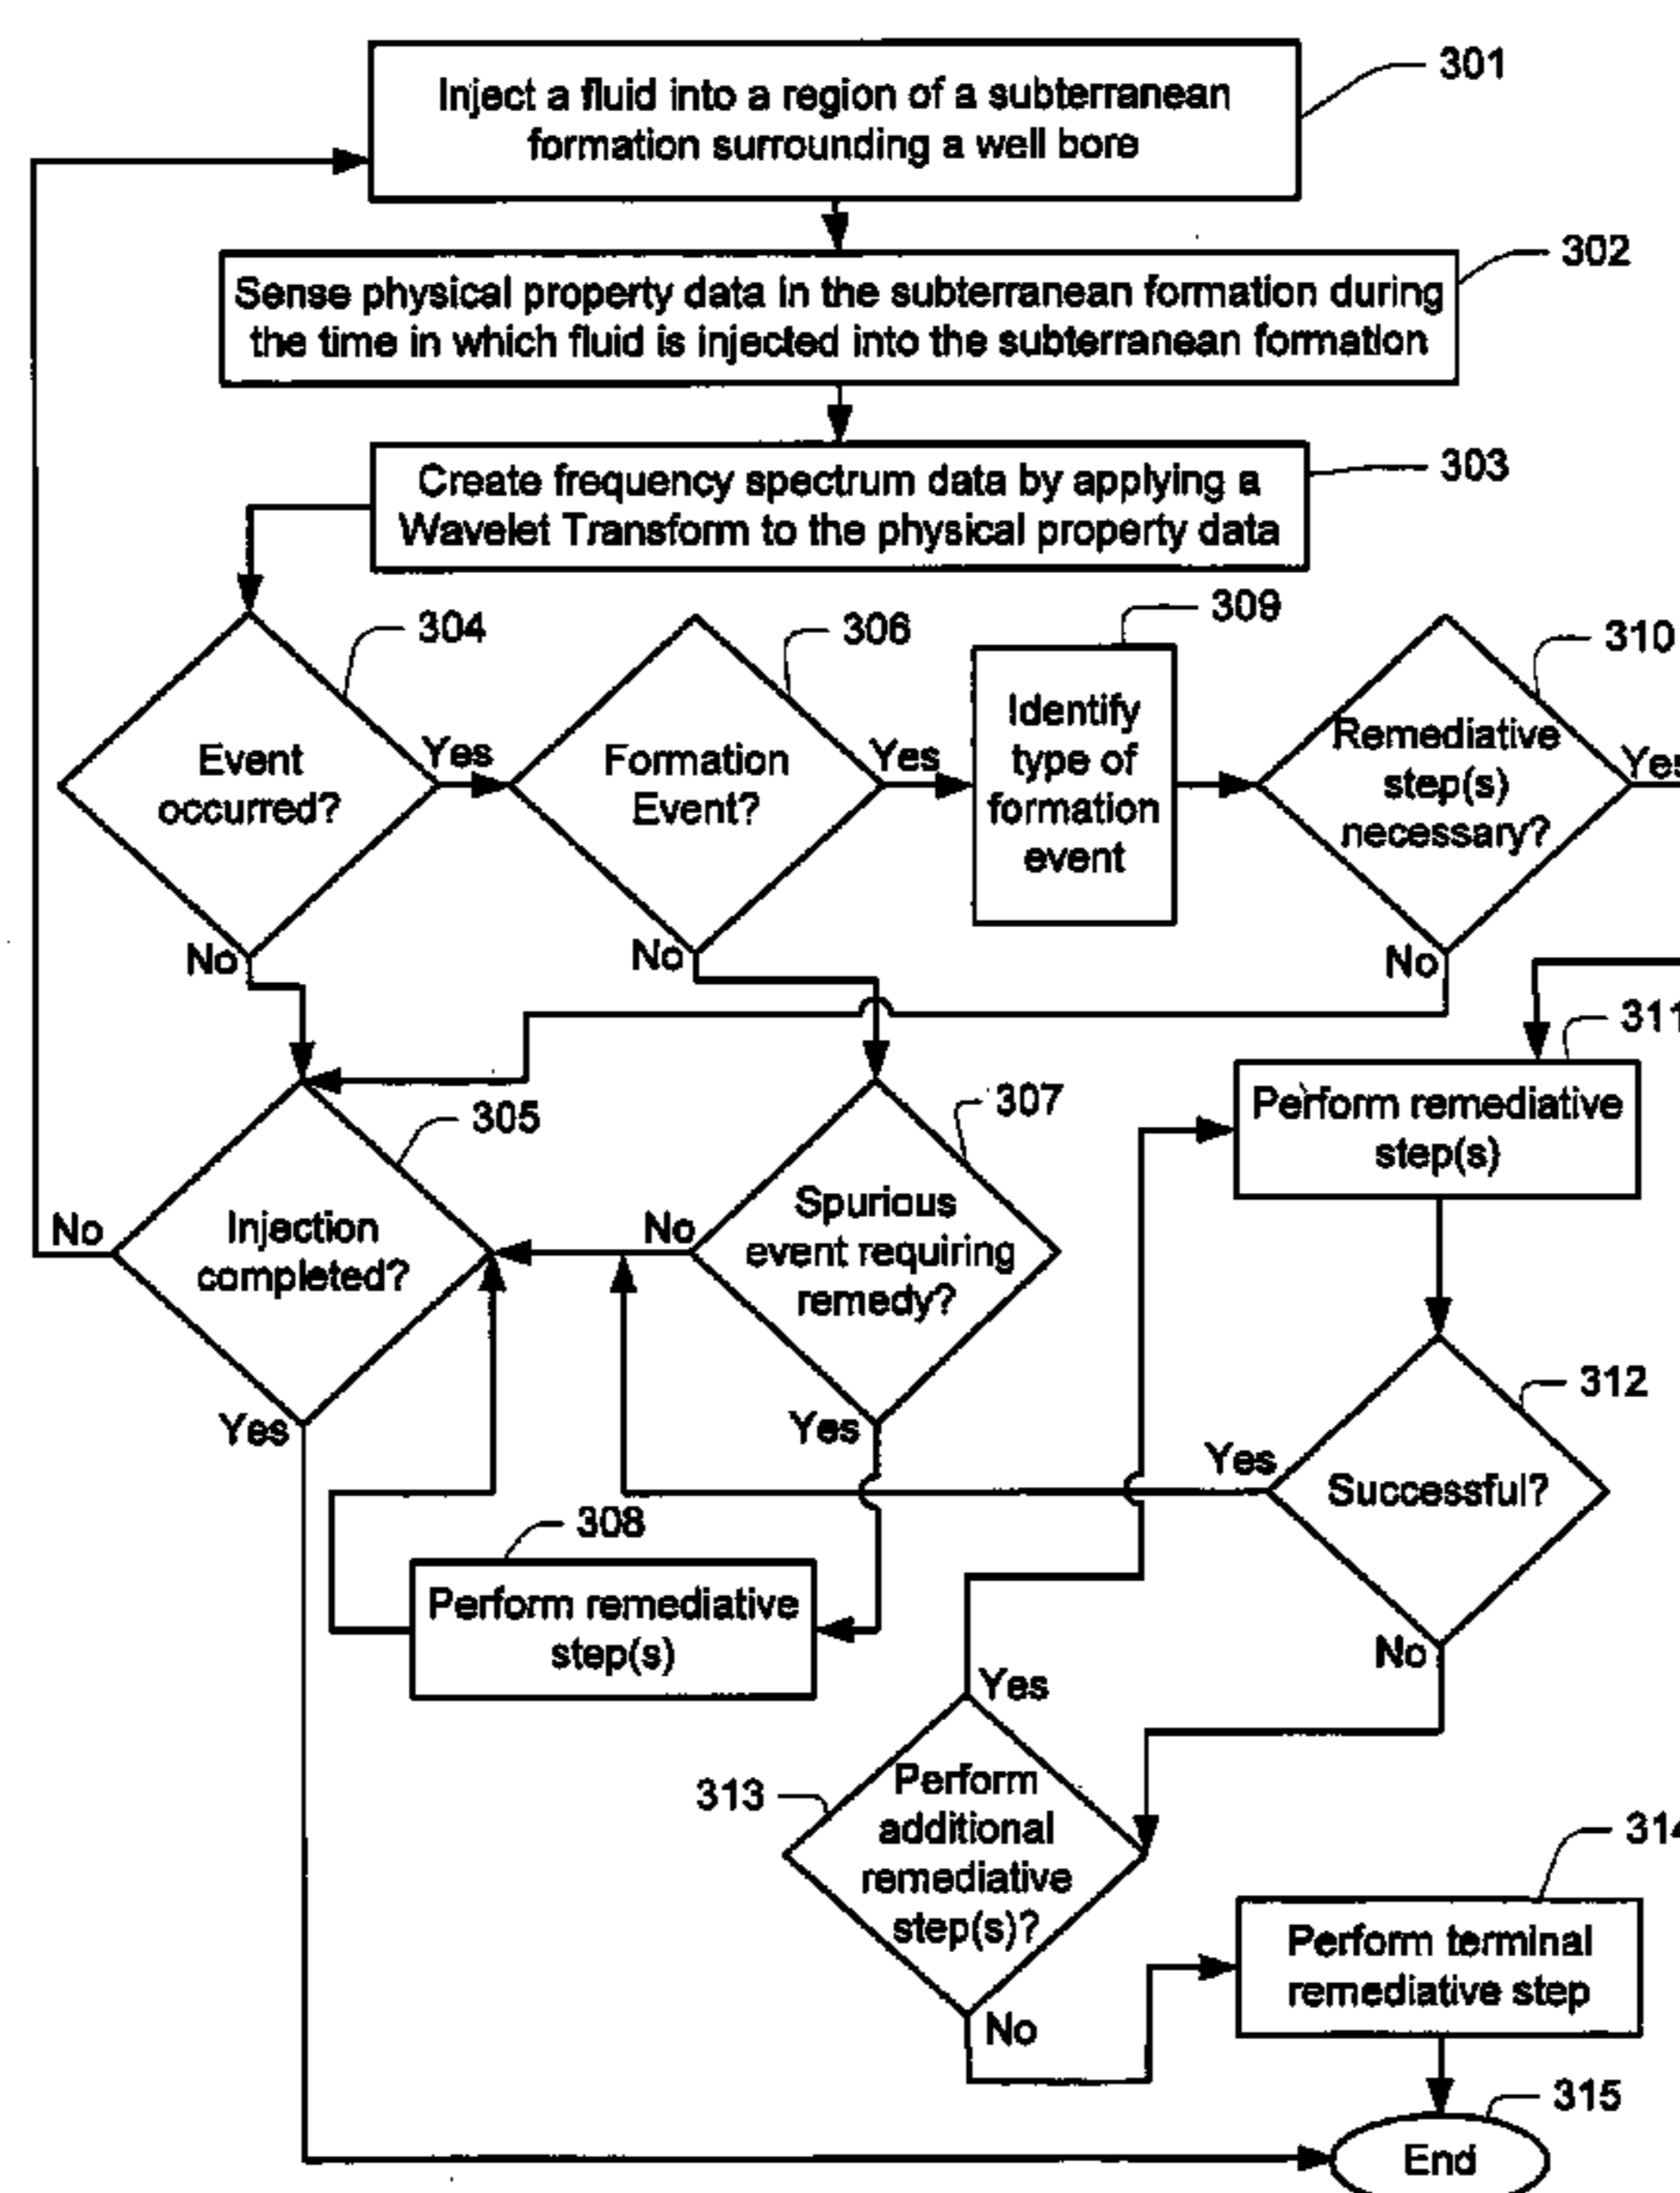 Inject a fluid into a region of a subterranean
formation surrounding a well bore
301
Sense physical property data in the subterranean formation during
the time in which fluid is injected into the subterranean formation
302
Create frequency spectrum data by applying a
Wavelet Transform to the physical property data
303
304
Event
occurred?
Yes
No
306
Formation
Event?
Yes
No
309
Identify
type of
formation
event
310
Remediative
step(s)
necessary?
Yes
No
305
Injection
completed?
No
Yes
307
Spurious
event requiring
remedy?
No
Yes
311
Perform remediative
step(s)
312
Successful?
Yes
No
308
Perform remediative
step(s)
313
Perform
additional
remediative
step(s)?
Yes
No
314
Perform terminal
remediative step
315
End